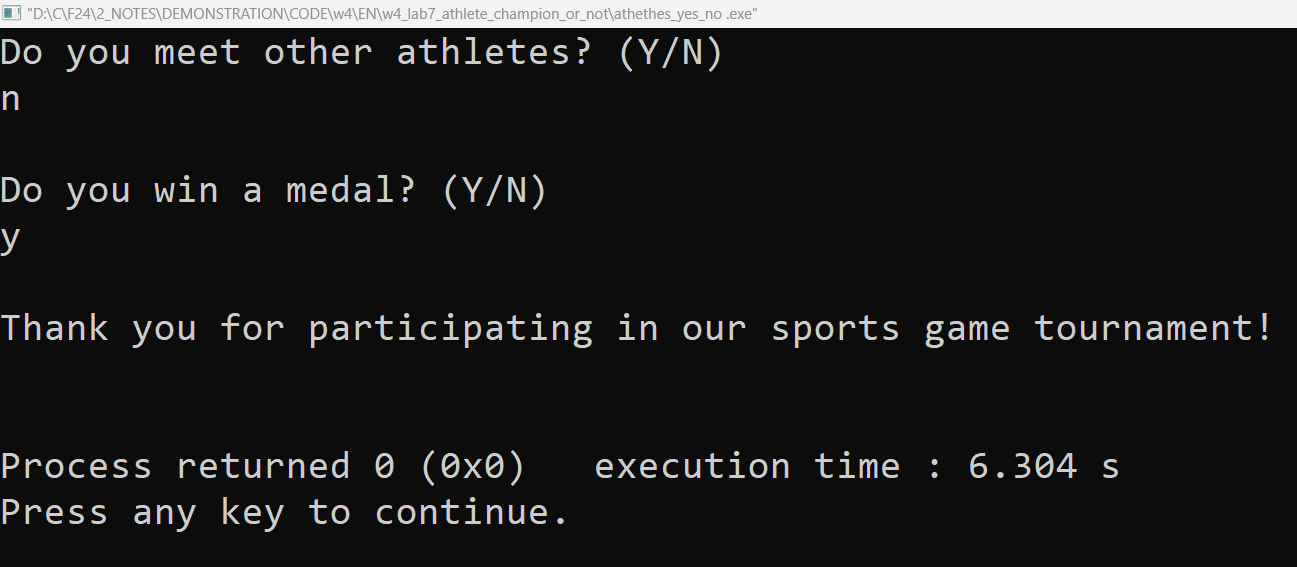 "D:\C\F24\2_NOTES\DEMONSTRATION\CODE\w4\EN\w4_lab7_athlete_champion_or_not\athethes_yes_no .exe"
Do you meet other athletes? (Y/N)
n
Do you win a medal? (Y/N)
y
Thank you for participating in our sports game tournament!
Process returned 0 (0x0)   execution time : 6.304 s
Press any key to continue.